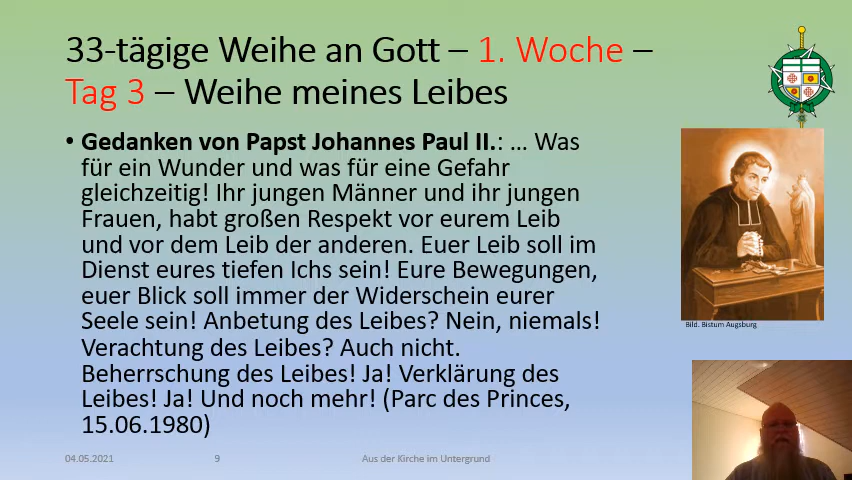 33-tägige Weihe an Gott – 1. Woche –
Tag 3 – Weihe meines Leibes
• Gedanken von Papst Johannes Paul II.: … Was
für ein Wunder und was für eine Gefahr
gleichzeitig! Ihr jungen Männer und ihr jungen
Frauen, habt großen Respekt vor eurem Leib
und vor dem Leib der anderen. Euer Leib soll im
Dienst eures tiefen Ichs sein! Eure Bewegungen,
euer Blick soll immer der Widerschein eurer
Seele sein! Anbetung des Leibes? Nein, niemals!
Verachtung des Leibes? Auch nicht.
Beherrschung des Leibes! Ja! Verklärung des
Leibes! Ja! Und noch mehr! (Parc des Princes,
15.06.1980)
Bild. Bistum Augsburg
04.05.2021
9
Aus der Kirche im Untergrund